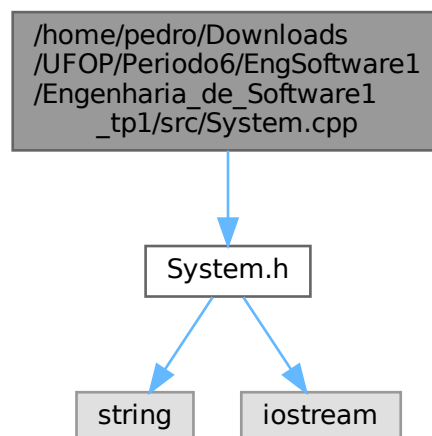 /home/pedro/Downloads
/UFOP/Periodo6/EngSoftware1
/Engenharia_de_Software1
_tp1/src/System.cpp
System.h
string
iostream